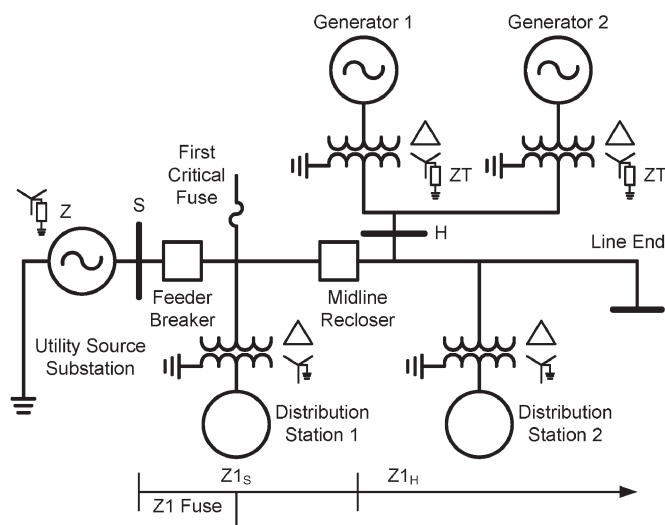 Generator 1
Generator 2
First
Critical
Fuse
ZT
ZT
Z
S
H
Line End
Feeder
Breaker
Midline
Recloser
Utility Source
Substation
Distribution
Station 1
Distribution
Station 2
Z1S
Z1H
Z1 Fuse